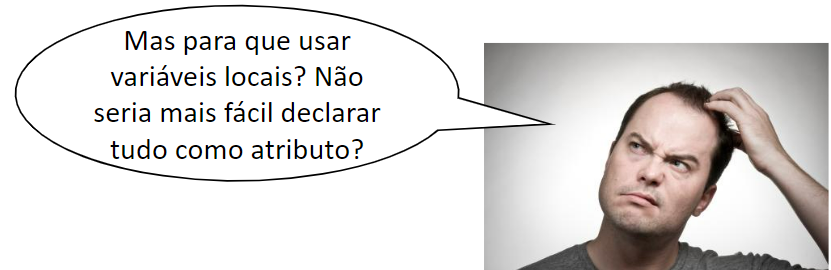 Mas para que usar
variáveis locais? Não
seria mais fácil declarar
tudo como atributo?